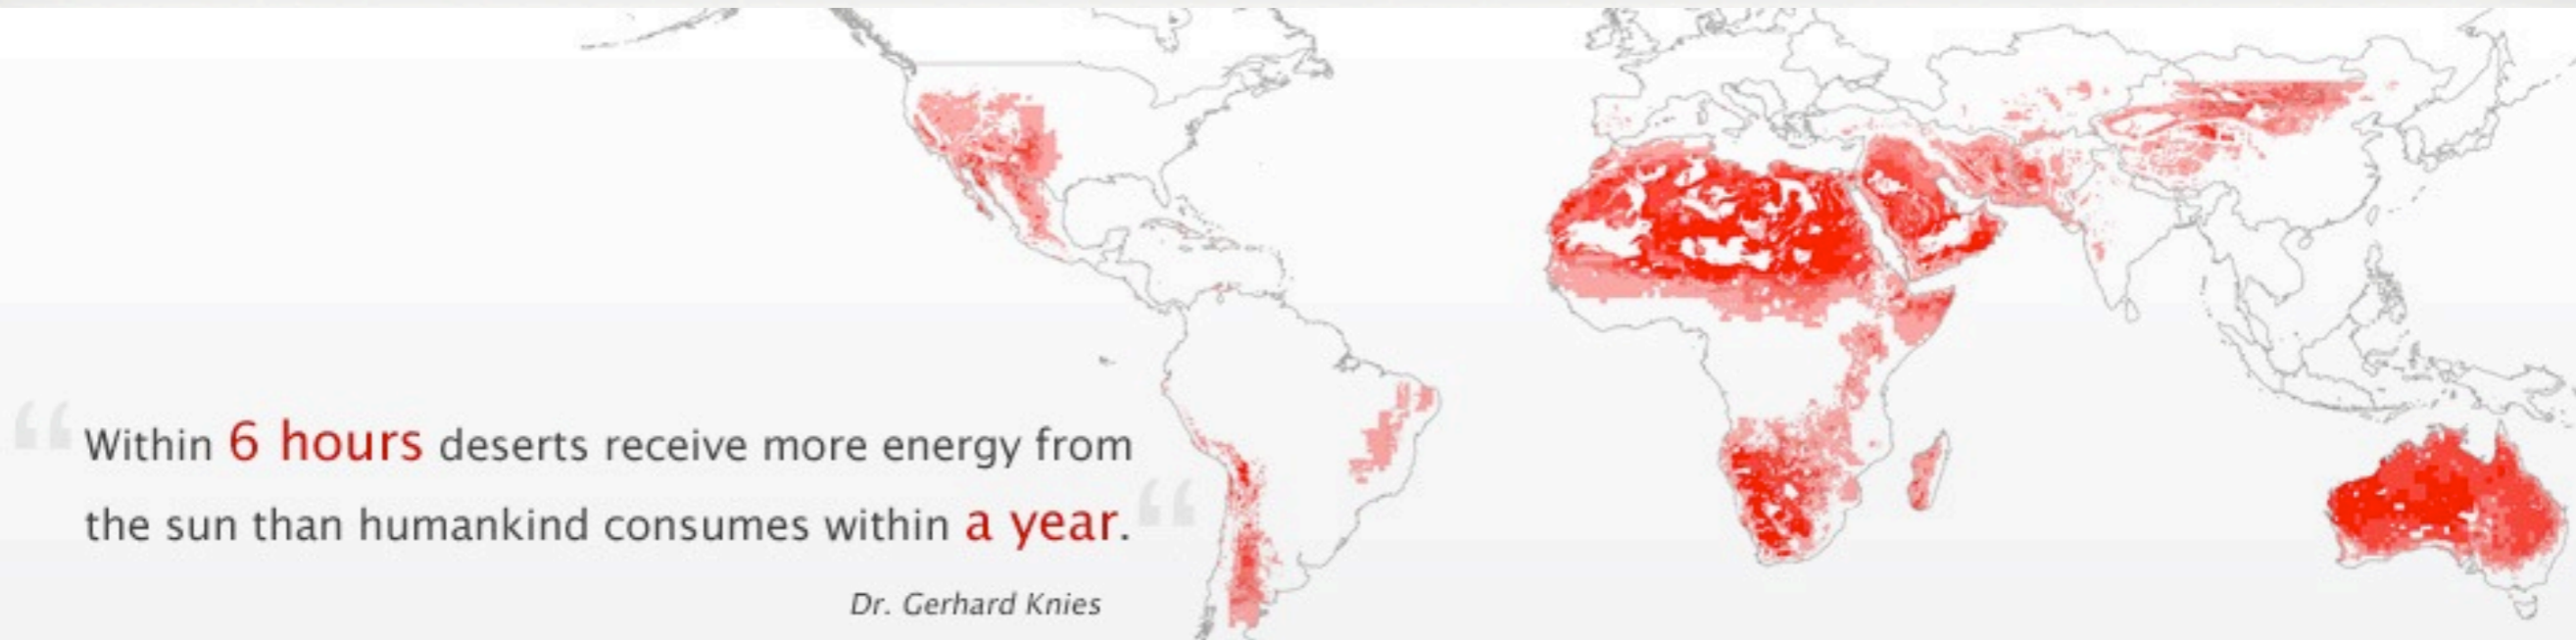 “Within 6 hours deserts receive more energy from
the sun than humankind consumes within a year.“
Dr. Gerhard Knies